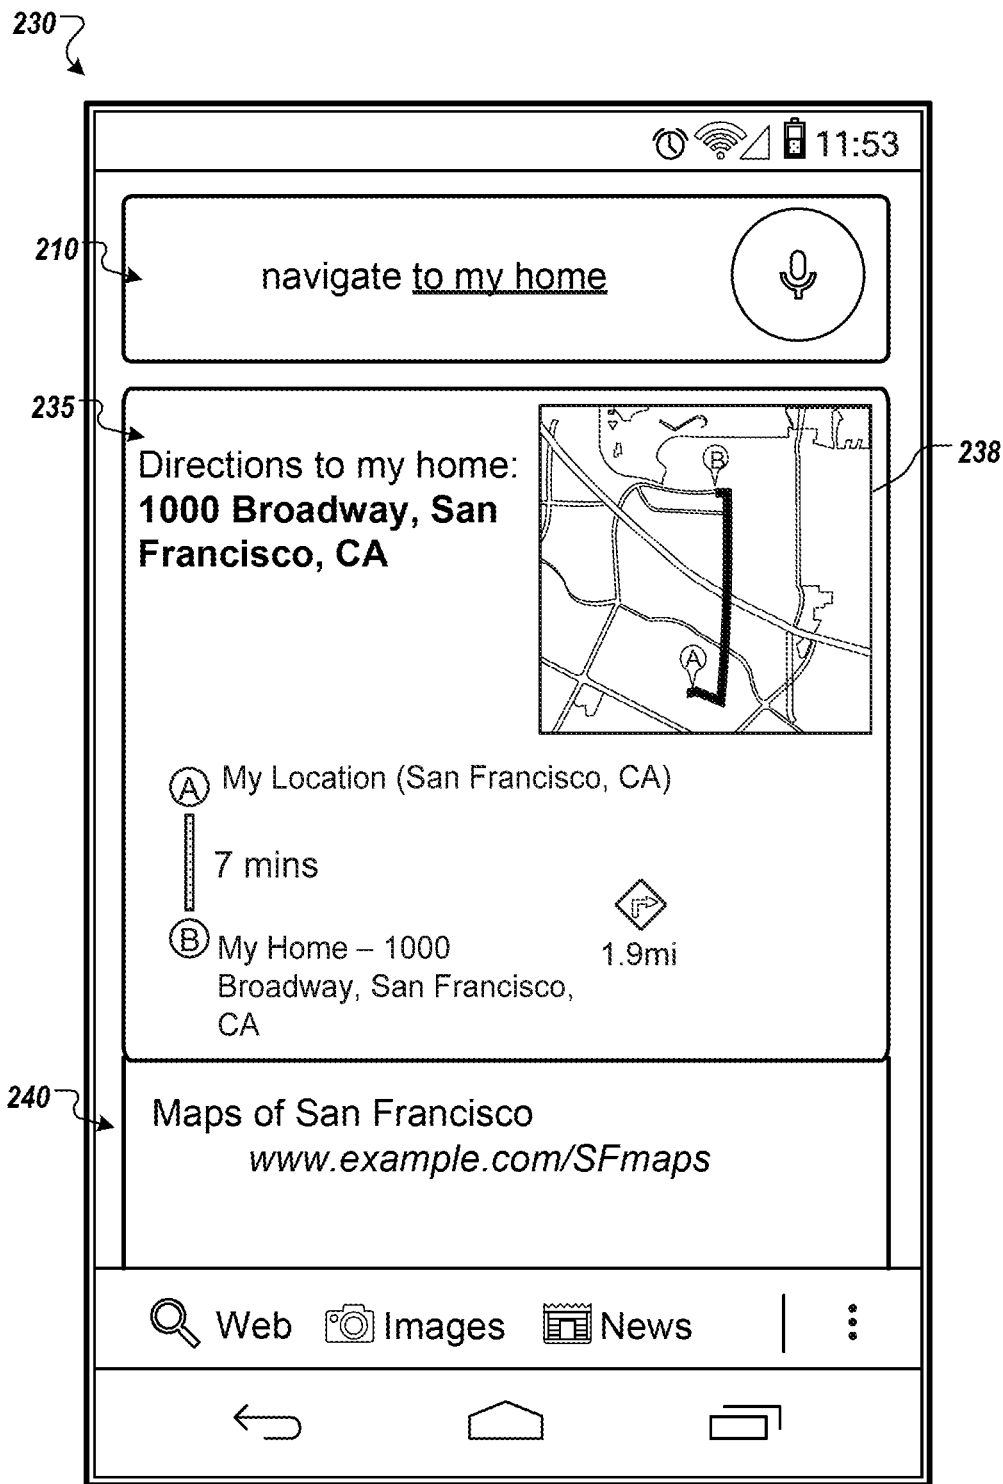 230
11:53
210
navigate to my home
235
Directions to my home:
1000 Broadway, San
Francisco, CA
B
A
238
A My Location (San Francisco, CA)
7 mins
B My Home – 1000
Broadway, San Francisco,
CA
1.9mi
240
Maps of San Francisco
www.example.com/SFmaps
Web Images News